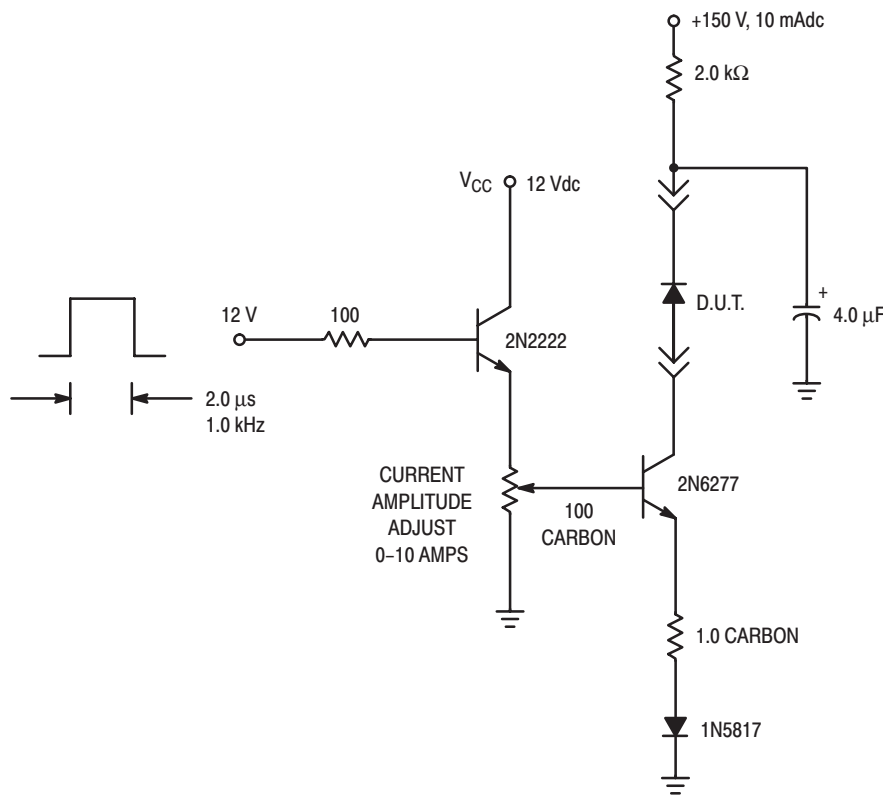 +150 V, 10 mAdc
2.0 kΩ
VCC
12 Vdc
D.U.T.
+
4.0 μF
12 V
100
2N2222
2.0 μs
1.0 kHz
CURRENT
AMPLITUDE
ADJUST
0–10 AMPS
100
CARBON
2N6277
1.0 CARBON
1N5817